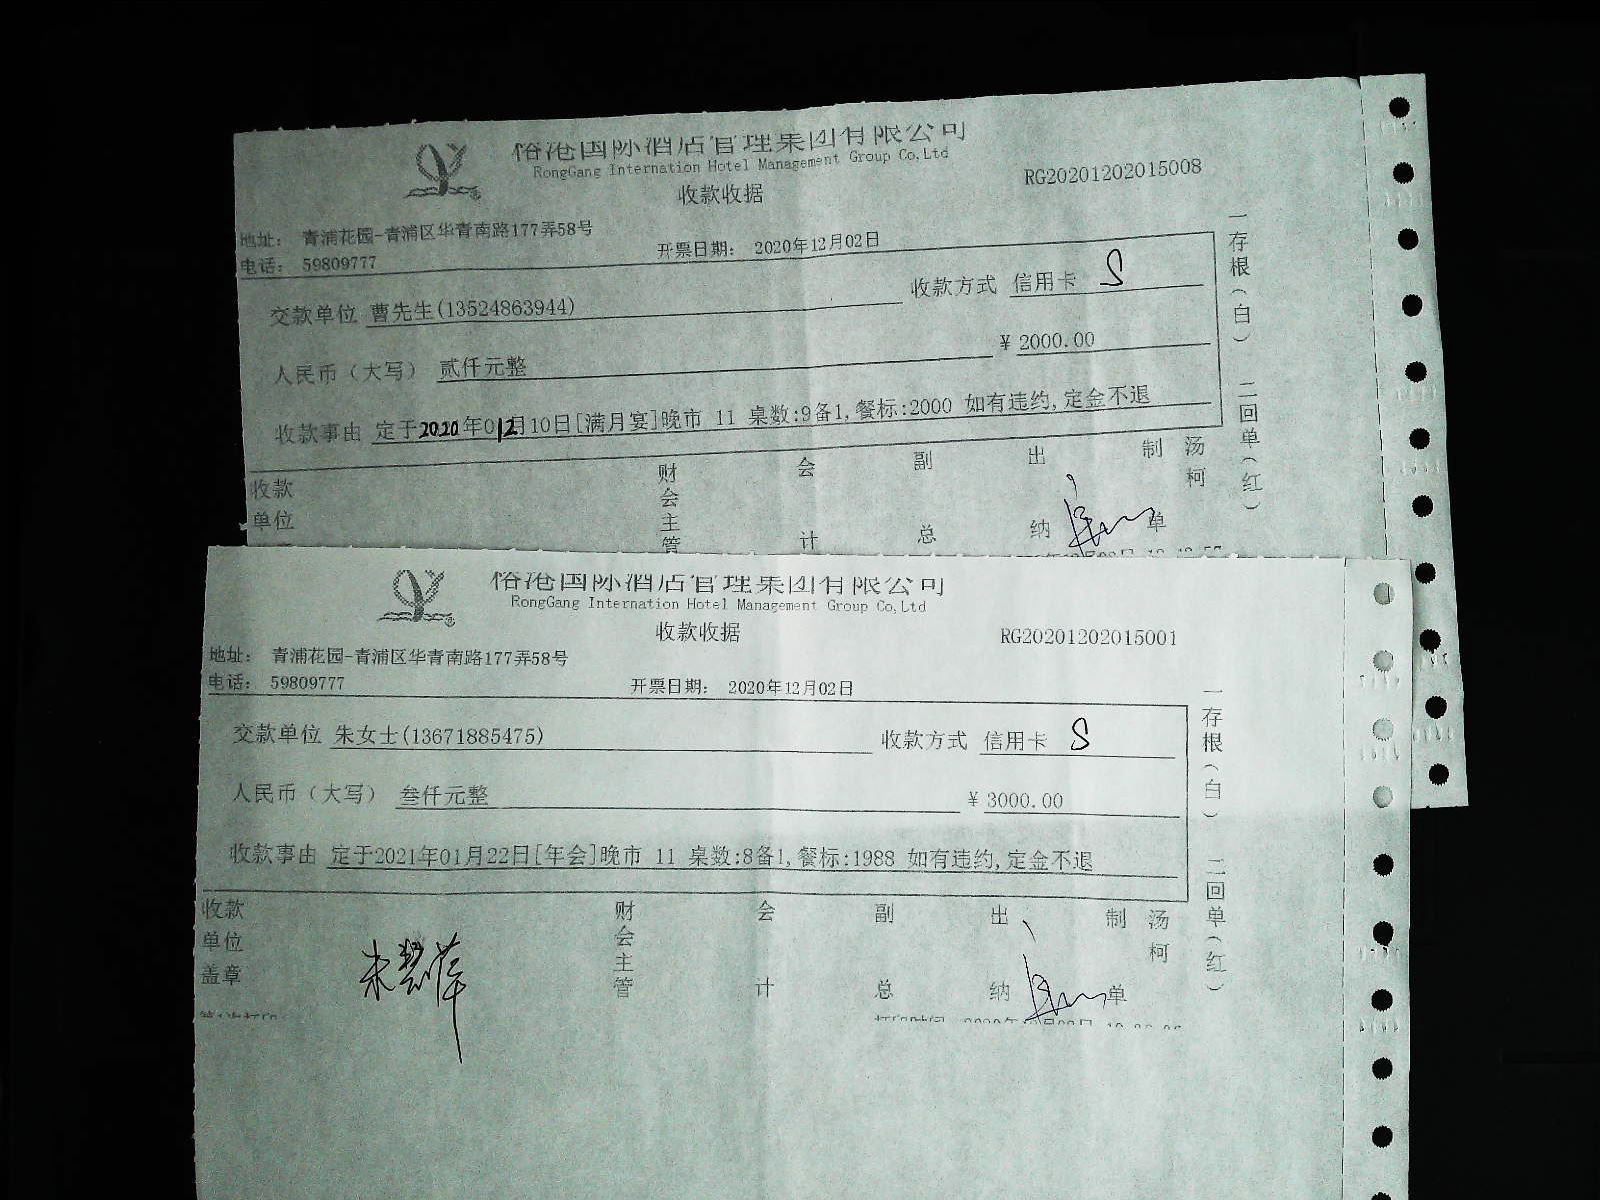 俗港国际酒店管理集团有限公司
RongGang Internation Hotel Management Group Co,Ltd
收款收据
RG20201202015008
地址： 青浦花园-青浦区华青南路177弄58号
电话： 59809777
开票日期： 2020年12月02日
交款单位 曹先生(13524863944)
收款方式 信用卡 S
人民币（大写） 贰仟元整
¥ 2000.00
收款事由 定于2020年012月10日[满月宴]晚市 11 桌数:9备1,餐标:2000 如有违约,定金不退
收款单位
财会主管
会计
副总
出纳
制单
汤柯
一存根（白） 二回单（红）
俗港国际酒店管理集团有限公司
RongGang Internation Hotel Management Group Co,Ltd
收款收据
RG20201202015001
地址： 青浦花园-青浦区华青南路177弄58号
电话： 59809777
开票日期： 2020年12月02日
交款单位 朱女士(13671885475)
收款方式 信用卡 S
人民币（大写） 叁仟元整
¥ 3000.00
收款事由 定于2021年01月22日[年会]晚市 11 桌数:8备1,餐标:1988 如有违约,定金不退
收款单位盖章
财会主管
会计
副总
出纳
制单
汤柯
一存根（白） 二回单（红）